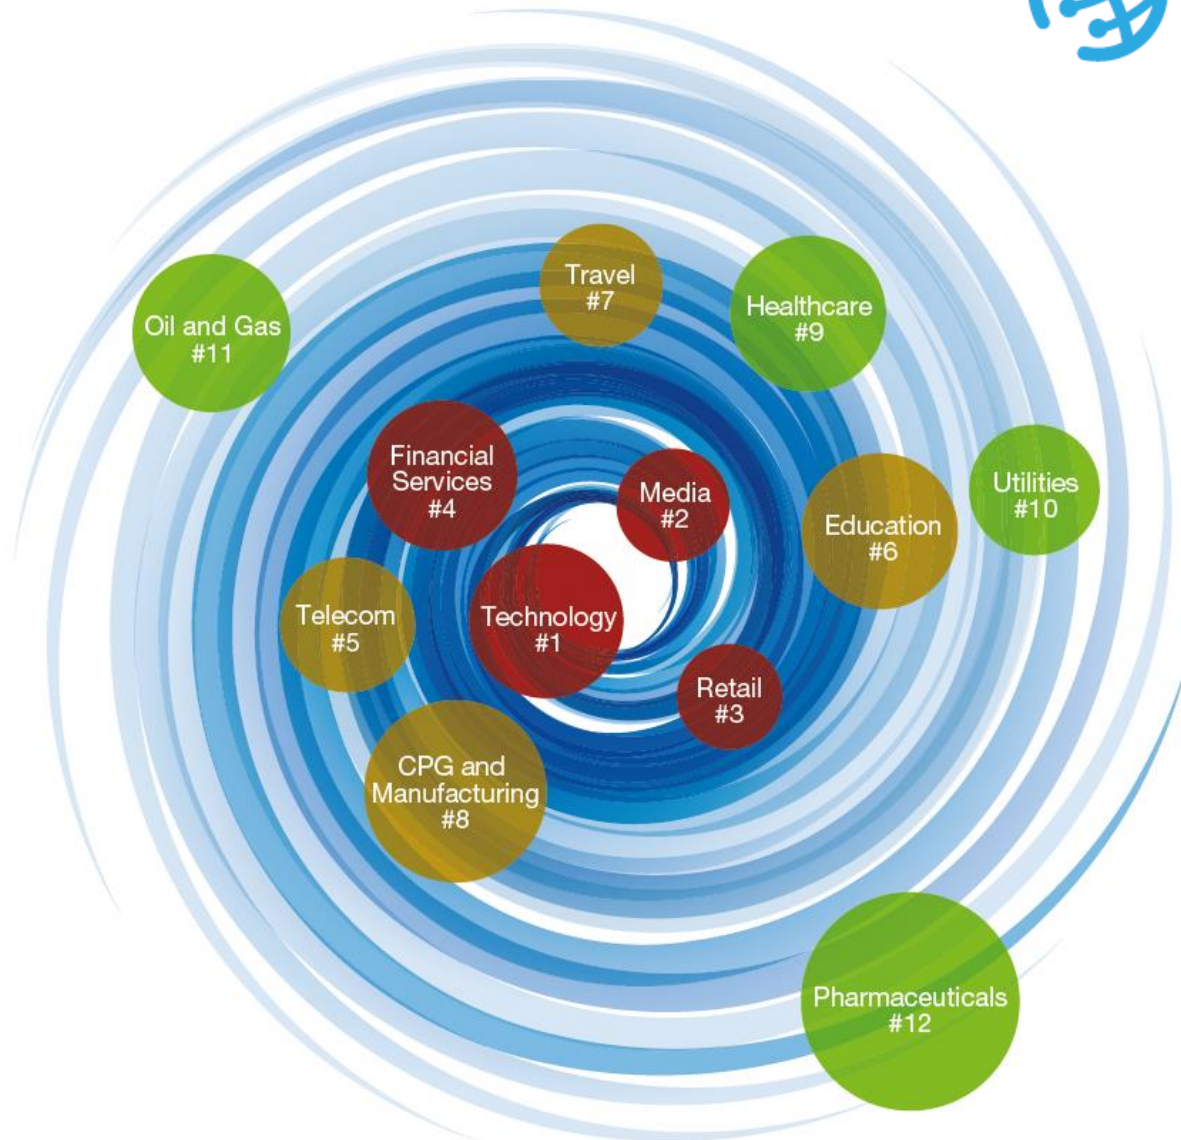 Travel
#7
Healthcare
#9
Oil and Gas
#11
Financial
Services
#4
Media
#2
Utilities
#10
Education
#6
Telecom
#5
Technology
#1
Retail
#3
CPG and
Manufacturing
#8
Pharmaceuticals
#12